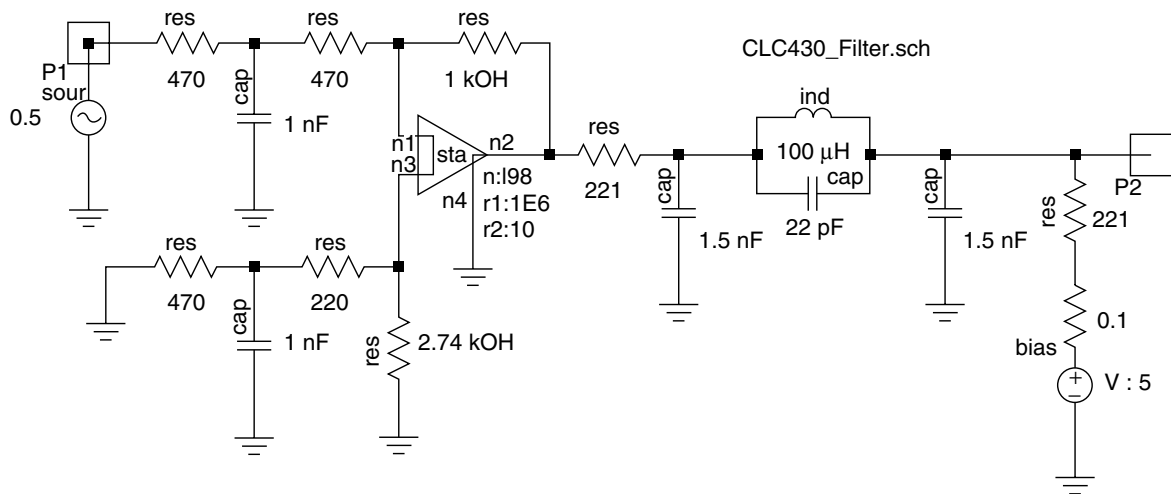 res
res
res
P1
sour
0.5
470
cap
1 nF
470
1 kOH
CLC430_Filter.sch
n1
n3
sta
n2
n4
n:I98
r1:1E6
r2:10
res
221
cap
1.5 nF
ind
100 µH
cap
22 pF
cap
1.5 nF
P2
res
221
0.1
bias
V : 5
+
–
res
470
cap
1 nF
res
220
res
2.74 kOH